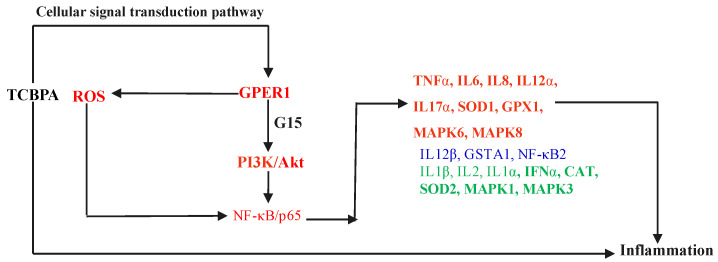 Cellular signal transduction pathway
TCBPA
ROS
GPER1
G15
PI3K/Akt
NF-κB/p65
TNFα, IL6, IL8, IL12α,
IL17α, SOD1, GPX1,
MAPK6, MAPK8
IL12β, GSTA1, NF-κB2
IL1β, IL2, IL1α, IFNα, CAT,
SOD2, MAPK1, MAPK3
Inflammation